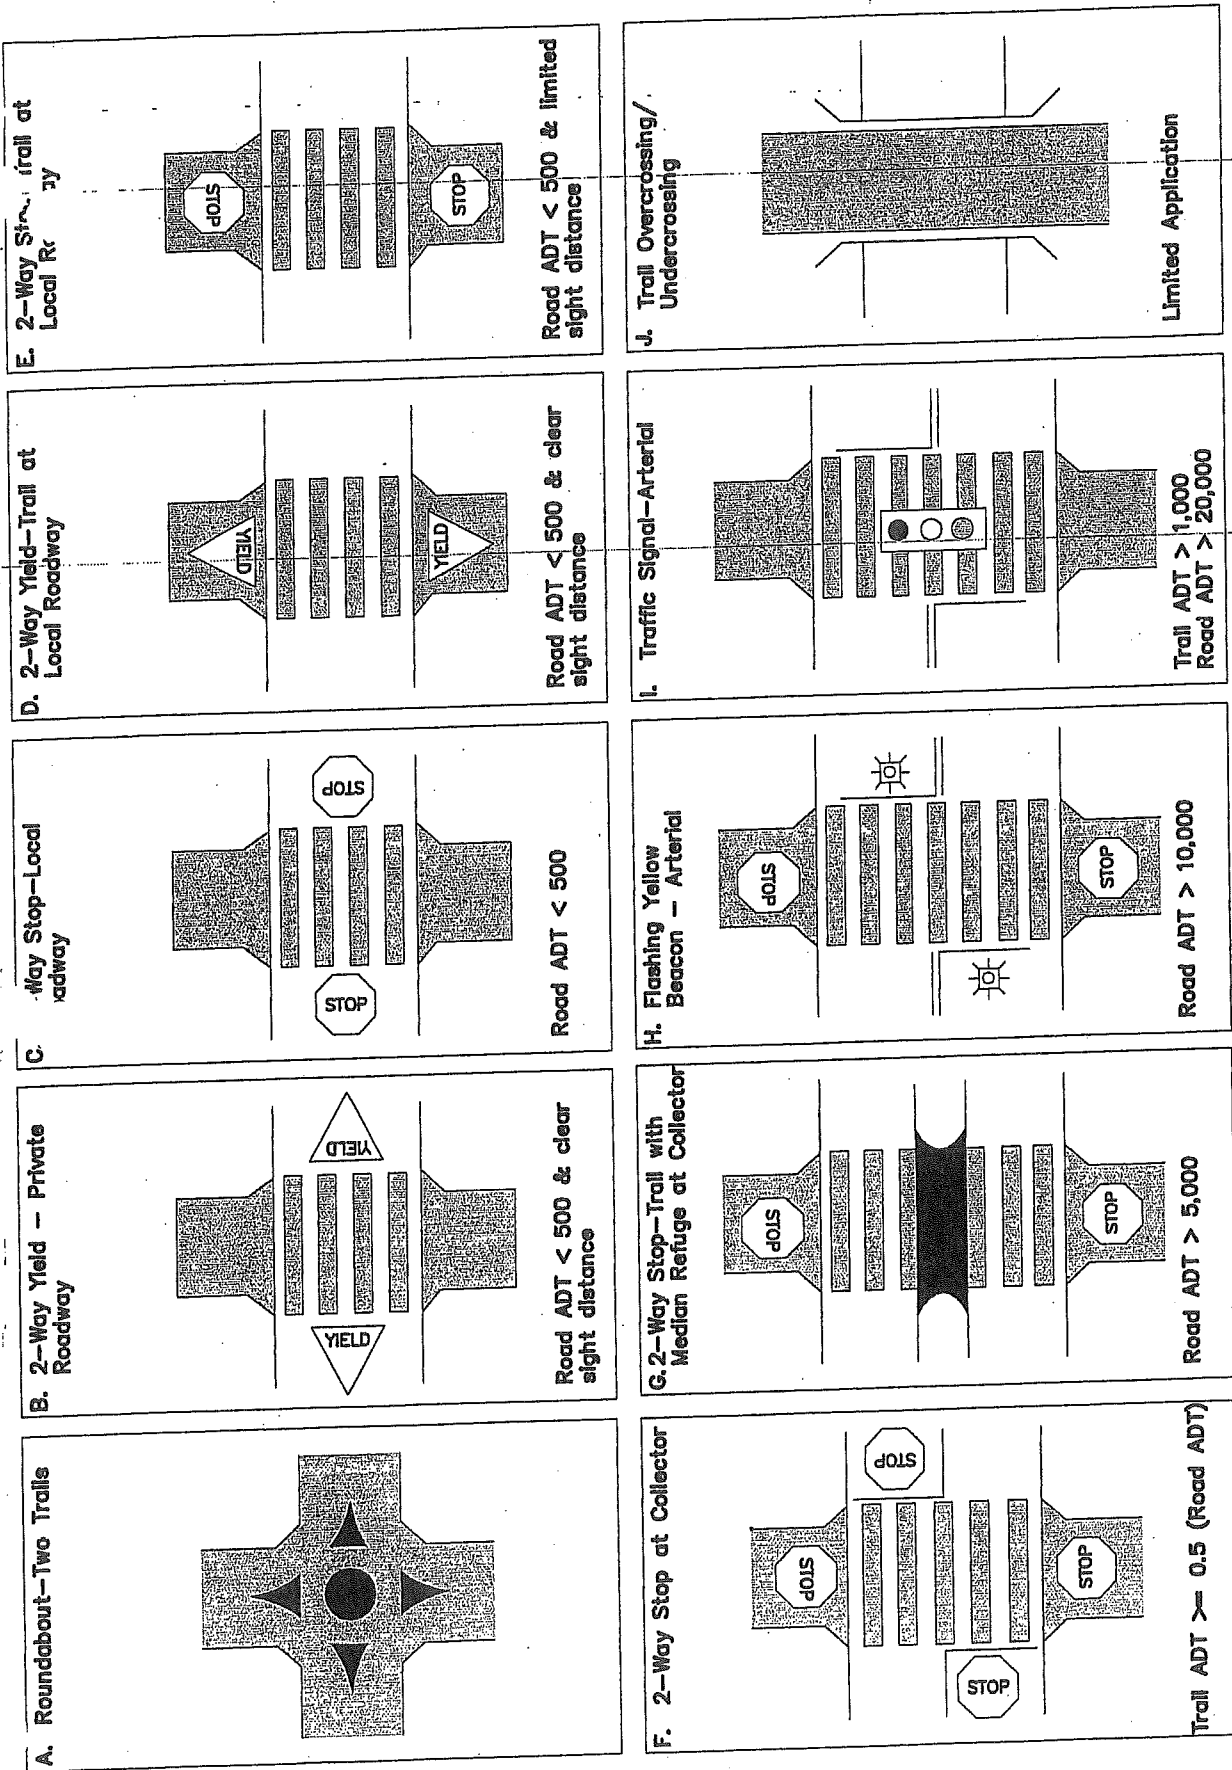 A. Roundabout-Two Trails
B. 2-Way Yield - Private
Roadway
YIELD
YIELD
Road ADT < 500 & clear
sight distance
C.
-Way Stop-Local
adway
STOP
STOP
Road ADT < 500
D. 2-Way Yield-Trail at
Local Roadway
YIELD
YIELD
Road ADT < 500 & clear
sight distance
E. 2-Way Trail at
Local
STOP
STOP
Road ADT < 500 & limited
sight distance
F. 2-Way Stop at Collector
STOP
STOP
STOP
STOP
Trail ADT >= 0.5 (Road ADT)
G. 2-Way Stop-Trail with
Median Refuge at Collector
STOP
STOP
Road ADT > 5,000
H. Flashing Yellow
Beacon - Arterial
STOP
STOP
Road ADT > 10,000
I. Traffic Signal-Arterial
Trail ADT > 1,000
Road ADT > 20,000
J. Trail Overcrossing/
Undercrossing
Limited Application